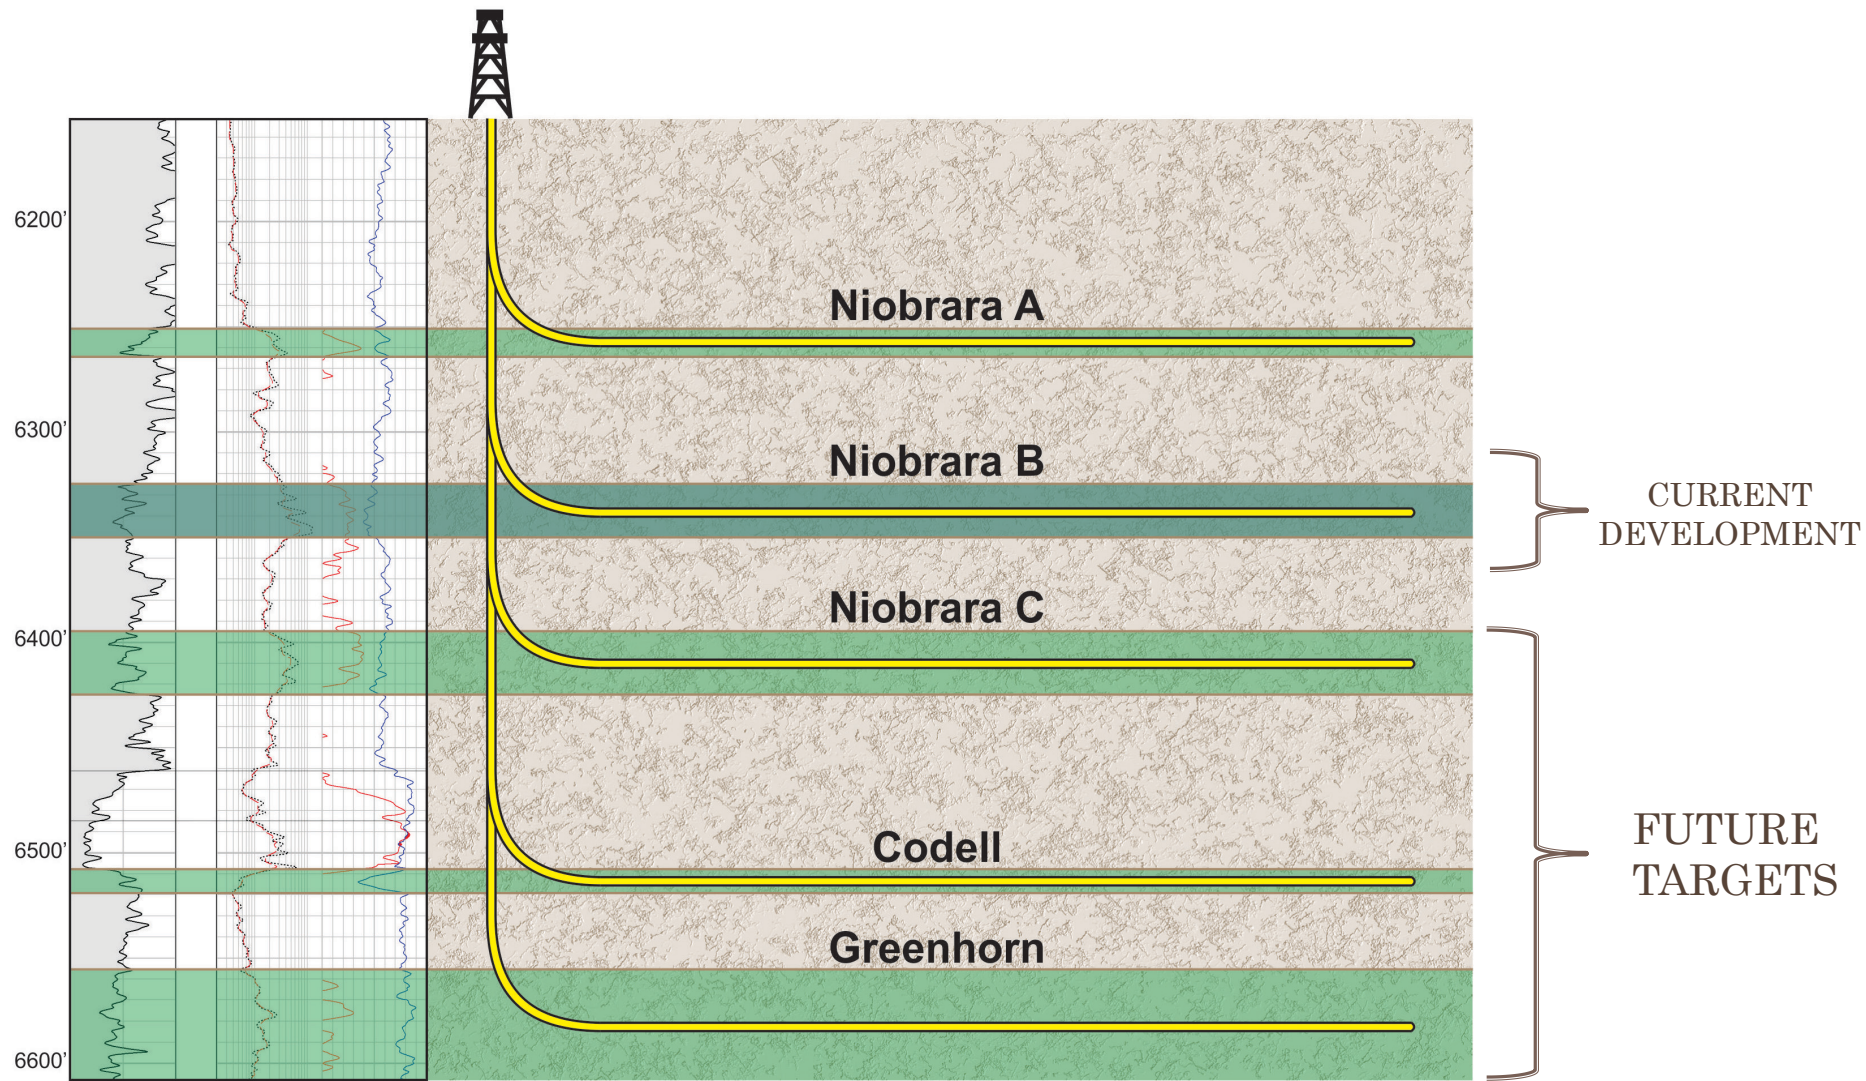 6200'
Niobrara A
6300'
Niobrara B
CURRENT
DEVELOPMENT
Niobrara C
6400'
Codell
6500'
FUTURE
TARGETS
Greenhorn
6600'